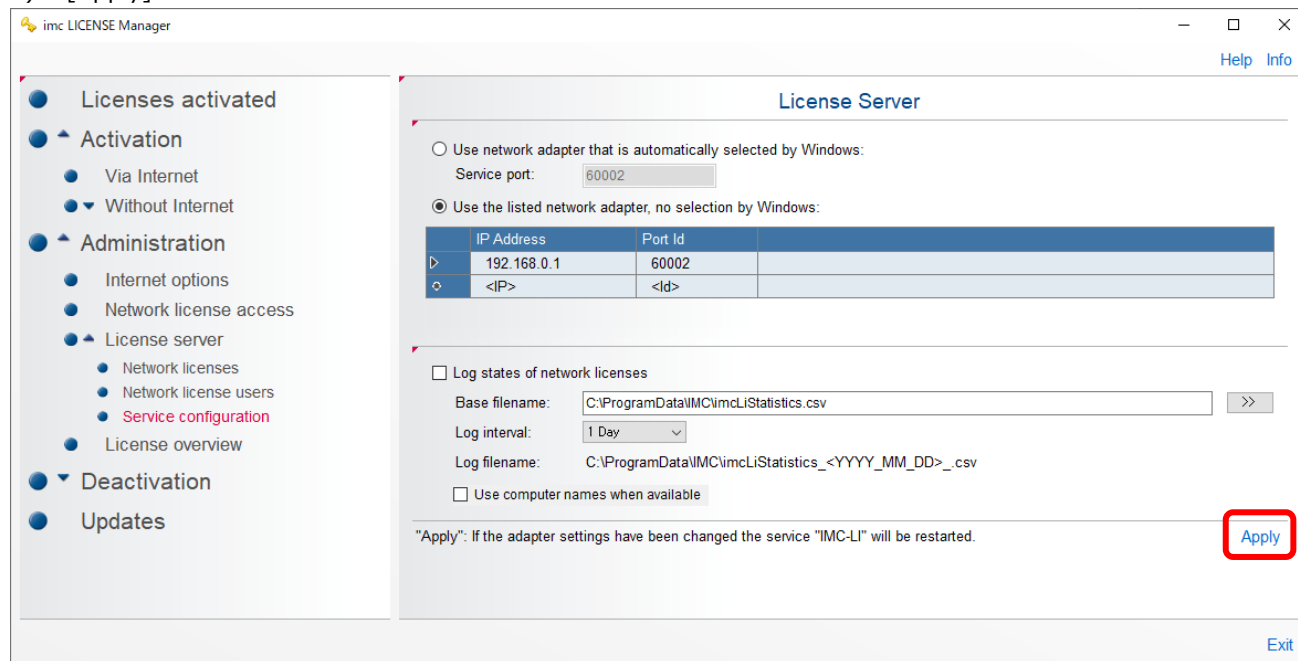 imc LICENSE Manager
Help Info
Licenses activated
Activation
Via Internet
Without Internet
Administration
Internet options
Network license access
License server
Network licenses
Network license users
Service configuration
License overview
Deactivation
Updates
License Server
Use network adapter that is automatically selected by Windows:
Service port: 60002
Use the listed network adapter, no selection by Windows:
IP Address Port Id
192.168.0.1 60002
<IP> <Id>
Log states of network licenses
Base filename: C:\ProgramData\IMC\imcLiStatistics.csv >>
Log interval: 1 Day
Log filename: C:\ProgramData\IMC\imcLiStatistics_<YYYY_MM_DD>_.csv
Use computer names when available
"Apply": If the adapter settings have been changed the service "IMC-LI" will be restarted. Apply
Exit